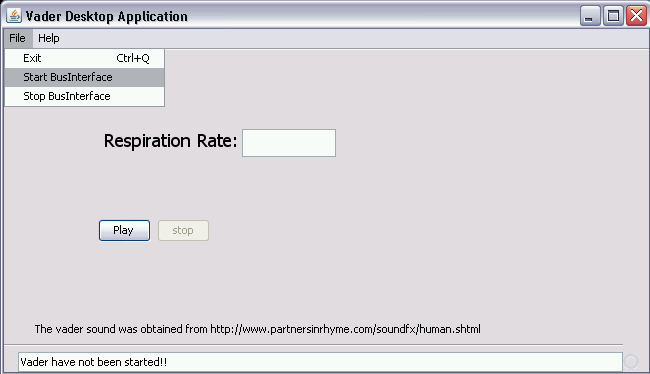 Vader Desktop Application
File Help
Exit Ctrl+Q
Start BusInterface
Stop BusInterface
Respiration Rate:
Play stop
The vader sound was obtained from http://www.partnersinrhyme.com/soundfx/human.shtml
Vader have not been started!!